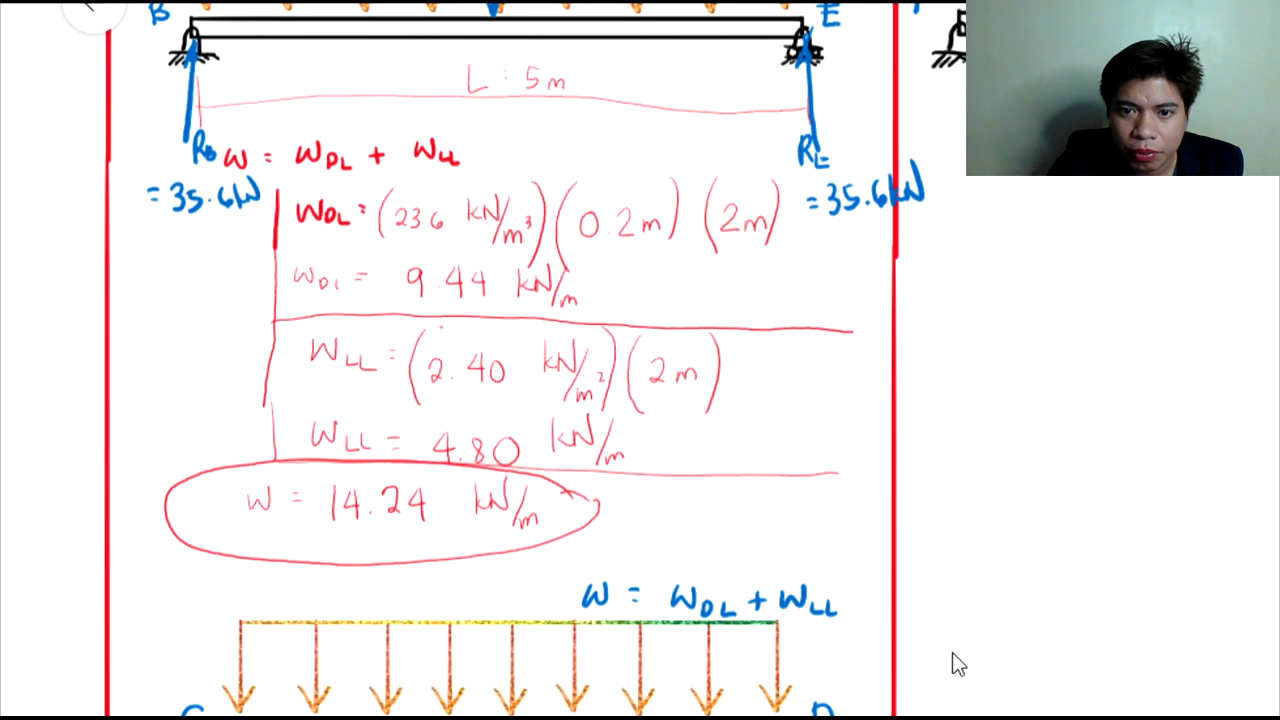 B E
L : 5m
RB RE
= 35.6kN = 35.6kN
W = WDL + WLL
WDL = (23.6 kN/m³)(0.2m)(2m)
WDL = 9.44 kN/m
WLL = (2.40 kN/m²)(2m)
WLL = 4.80 kN/m
W = 14.24 kN/m
W = WDL + WLL